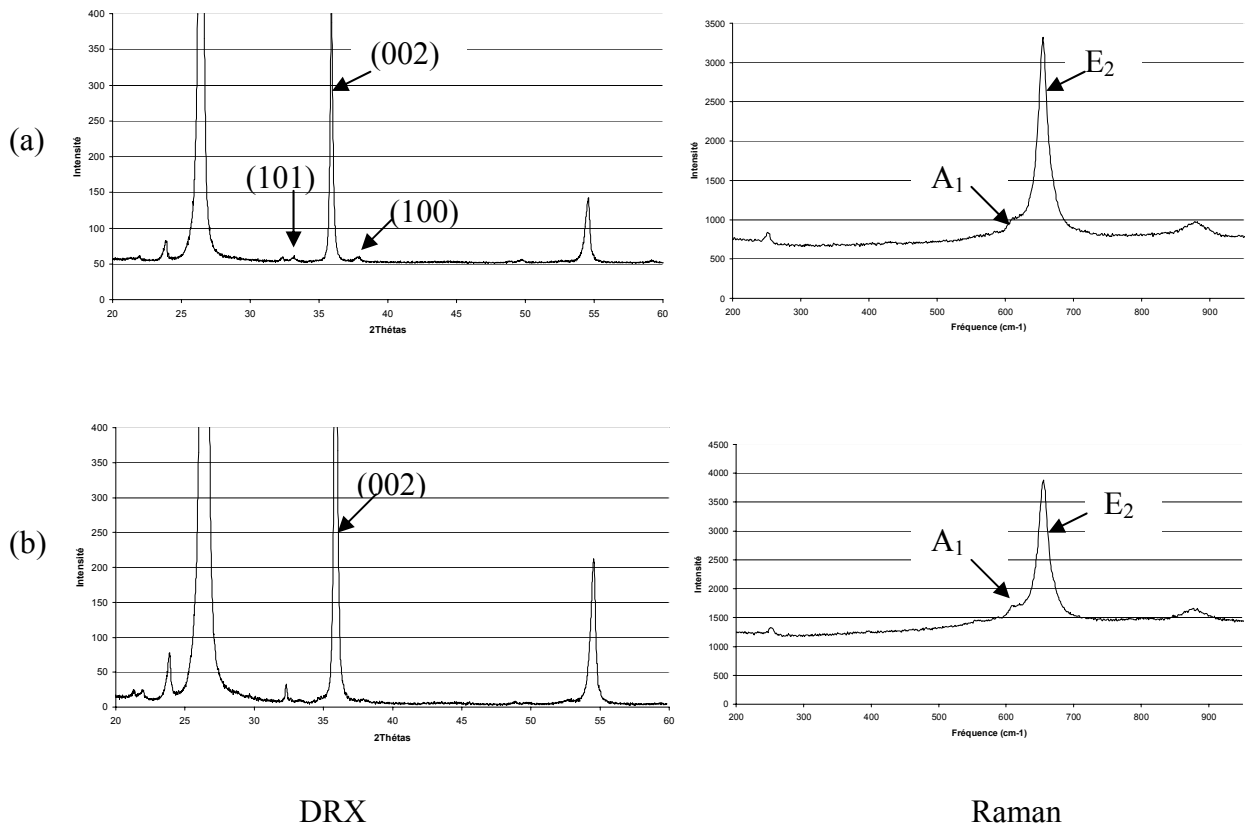 (a)
400
350
300
250
200
150
100
50
0
Intensité
(002)
(101)
(100)
20 25 30 35 40 45 50 55 60
2Thétas
3500
3000
2500
2000
1500
1000
500
0
Intensité
E2
A1
200 300 400 500 600 700 800 900
Fréquence (cm-1)
(b)
400
350
300
250
200
150
100
50
0
Intensité
(002)
20 25 30 35 40 45 50 55 60
2Thétas
4500
4000
3500
3000
2500
2000
1500
1000
500
0
Intensité
E2
A1
200 300 400 500 600 700 800 900
Fréquence (cm-1)
DRX Raman